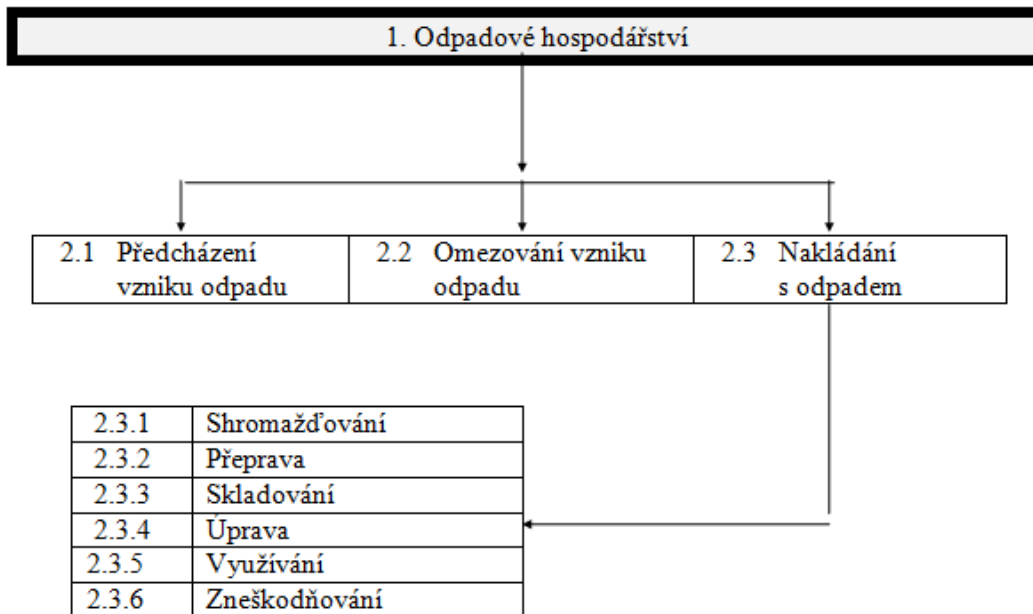 1. Odpadové hospodářství
2.1 Předcházení
vzniku odpadu
2.2 Omezování vzniku
odpadu
2.3 Nakládání
s odpadem
2.3.1 Shromažďování
2.3.2 Přeprava
2.3.3 Skladování
2.3.4 Úprava
2.3.5 Využívání
2.3.6 Zneškodňování